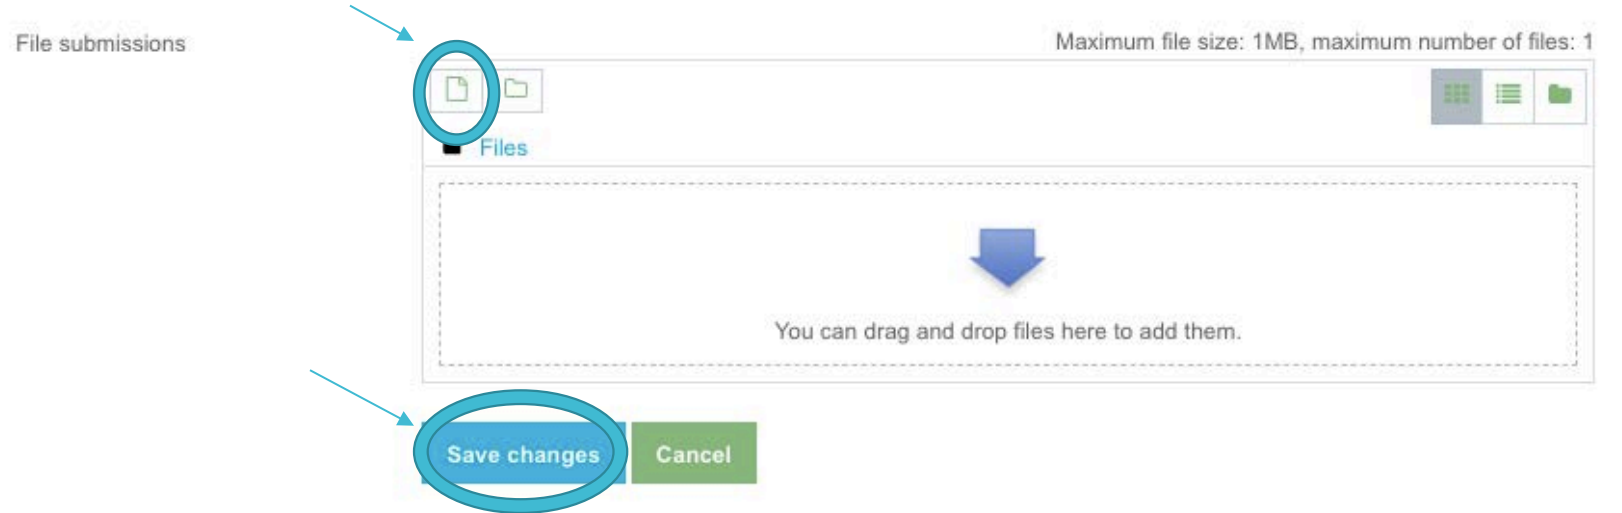 File submissions
Maximum file size: 1MB, maximum number of files: 1
Files
You can drag and drop files here to add them.
Save changes
Cancel